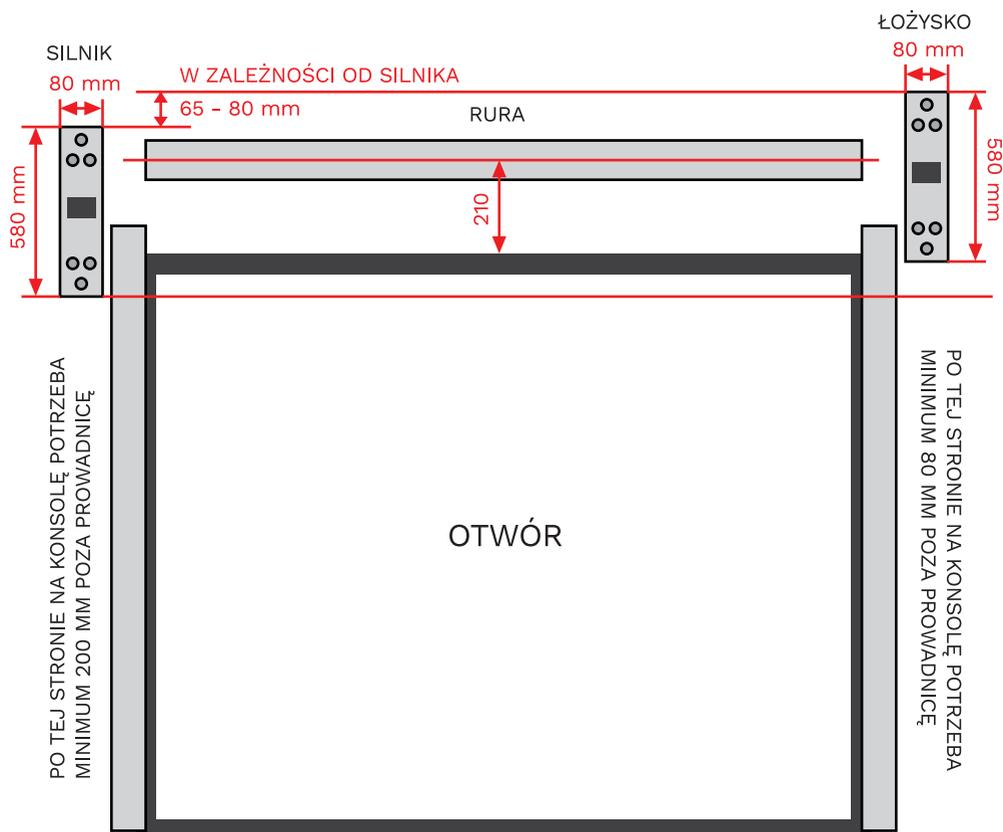 ŁOŻYSKO
80 mm
SILNIK
80 mm
W ZALEŻNOŚCI OD SILNIKA
65 - 80 mm
RURA
580 mm
580 mm
210
PO TEJ STRONIE NA KONSOLĘ POTRZEBA
MINIMUM 200 MM POZA PROWADNICĘ
OTWÓR
PO TEJ STRONIE NA KONSOLĘ POTRZEBA
MINIMUM 80 MM POZA PROWADNICĘ